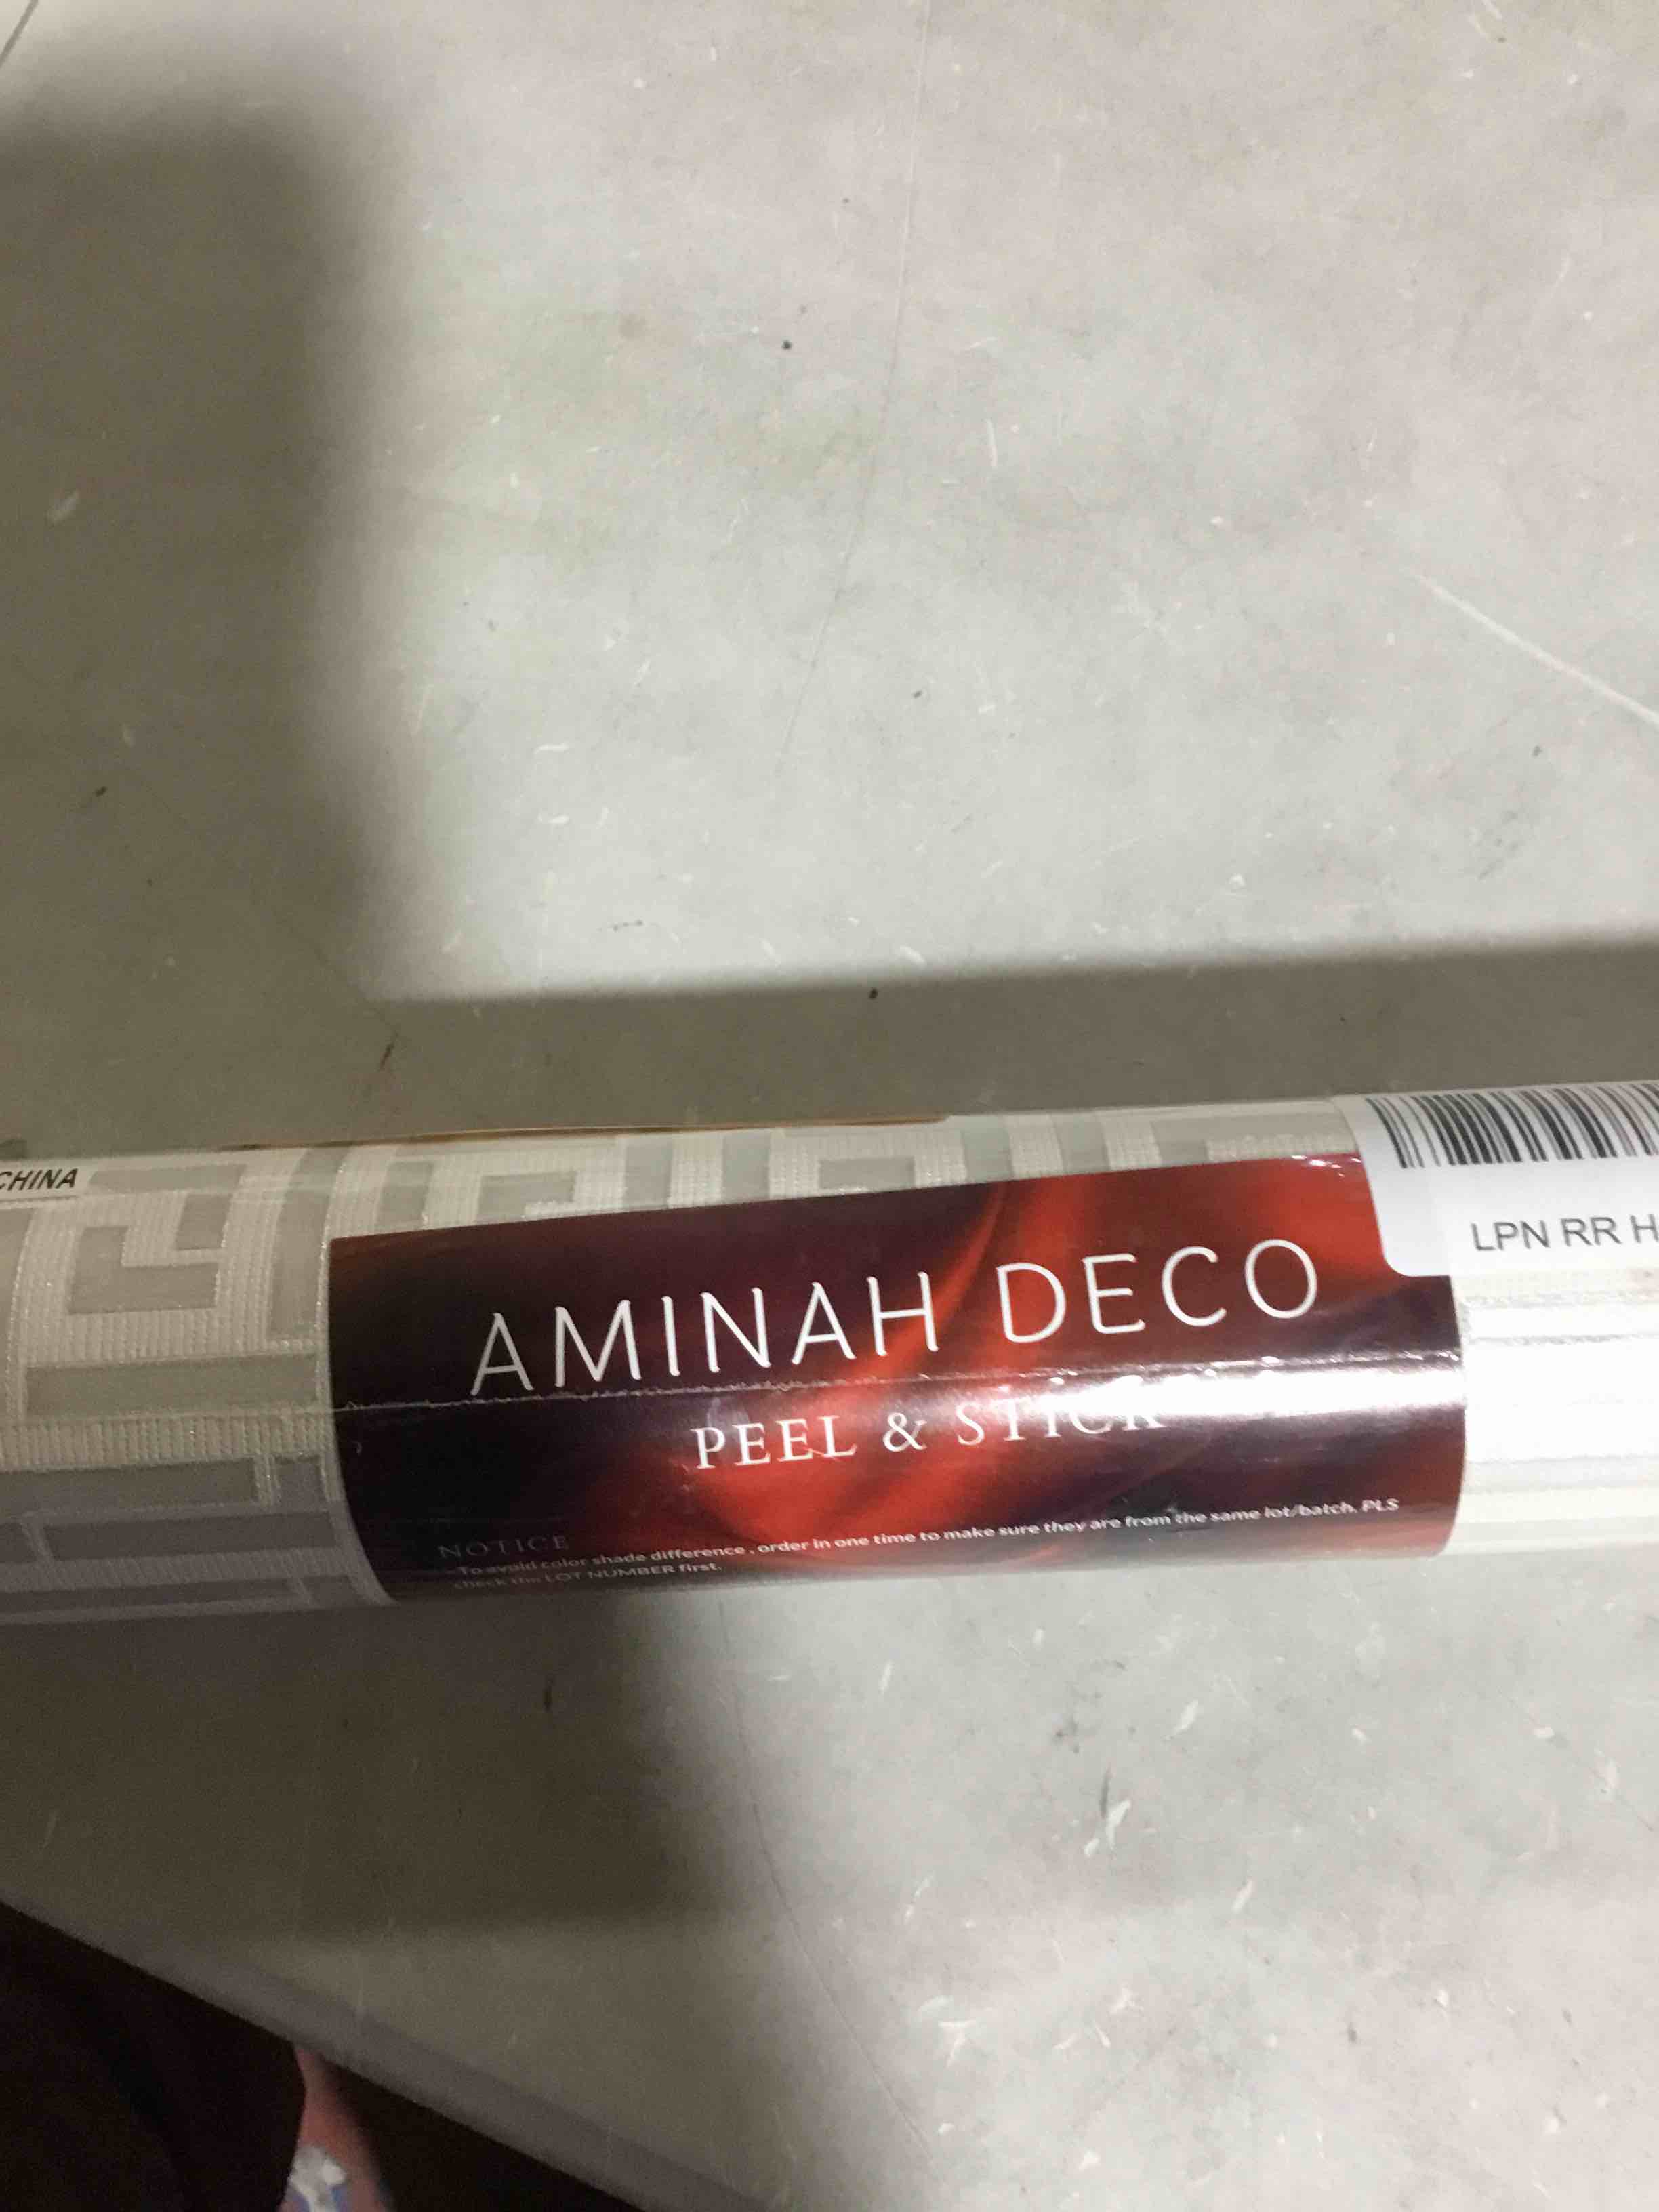 CHINA
LPN RR H
AMINAH DECO
PEEL & STICK
NOTICE
To avoid color shade difference , order in one time to make sure they are from the same lot/batch. PLS
check the LOT NUMBER first.